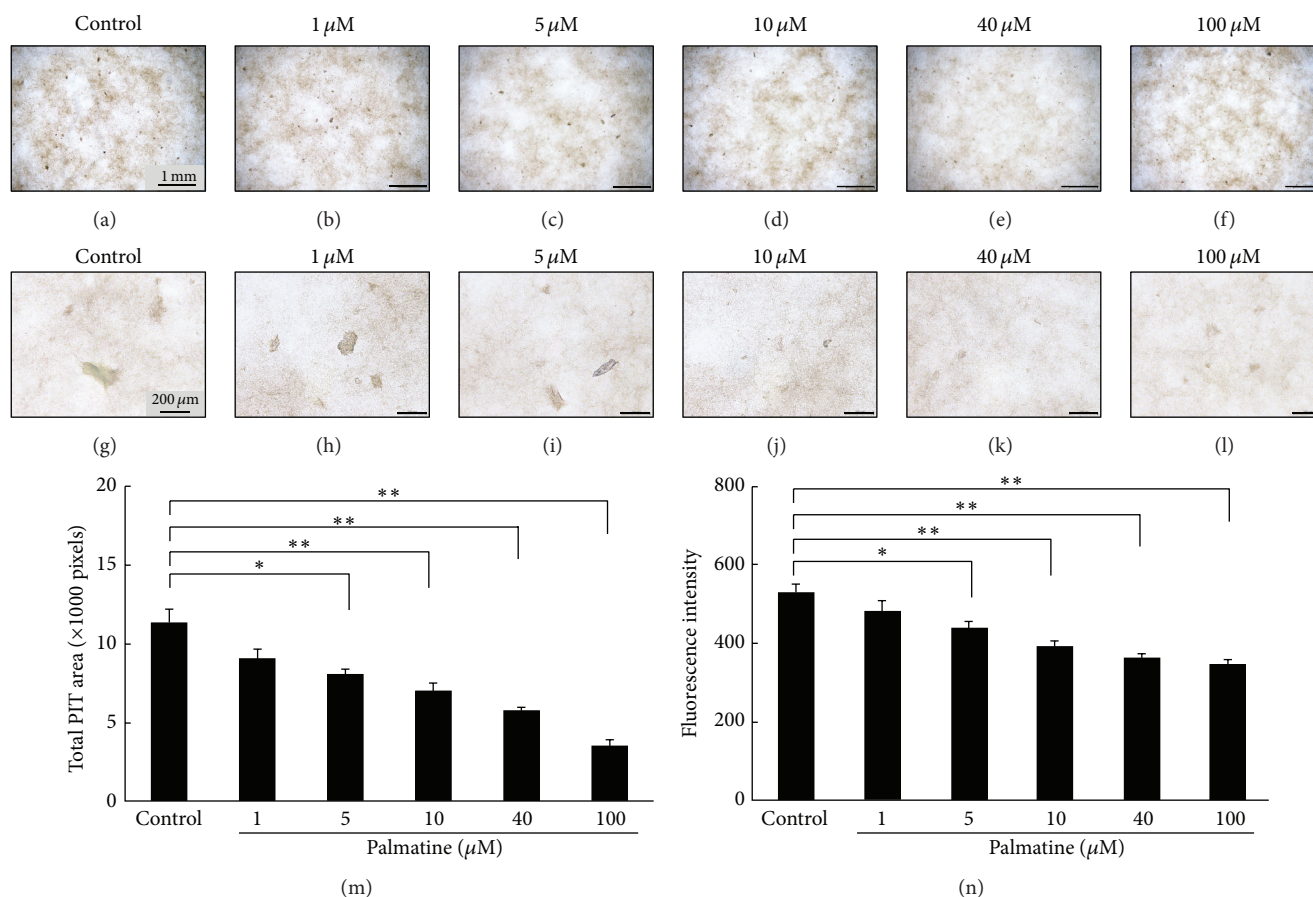 Control 1 μM 5 μM 10 μM 40 μM 100 μM
1 mm
(a) (b) (c) (d) (e) (f)
Control 1 μM 5 μM 10 μM 40 μM 100 μM
200 μm
(g) (h) (i) (j) (k) (l)
Total PIT area (×1000 pixels)
20
15
10
5
0
**
**
**
*
Control 1 5 10 40 100
Palmatine (μM)
(m)
Fluorescence intensity
800
600
400
200
0
**
**
**
*
Control 1 5 10 40 100
Palmatine (μM)
(n)